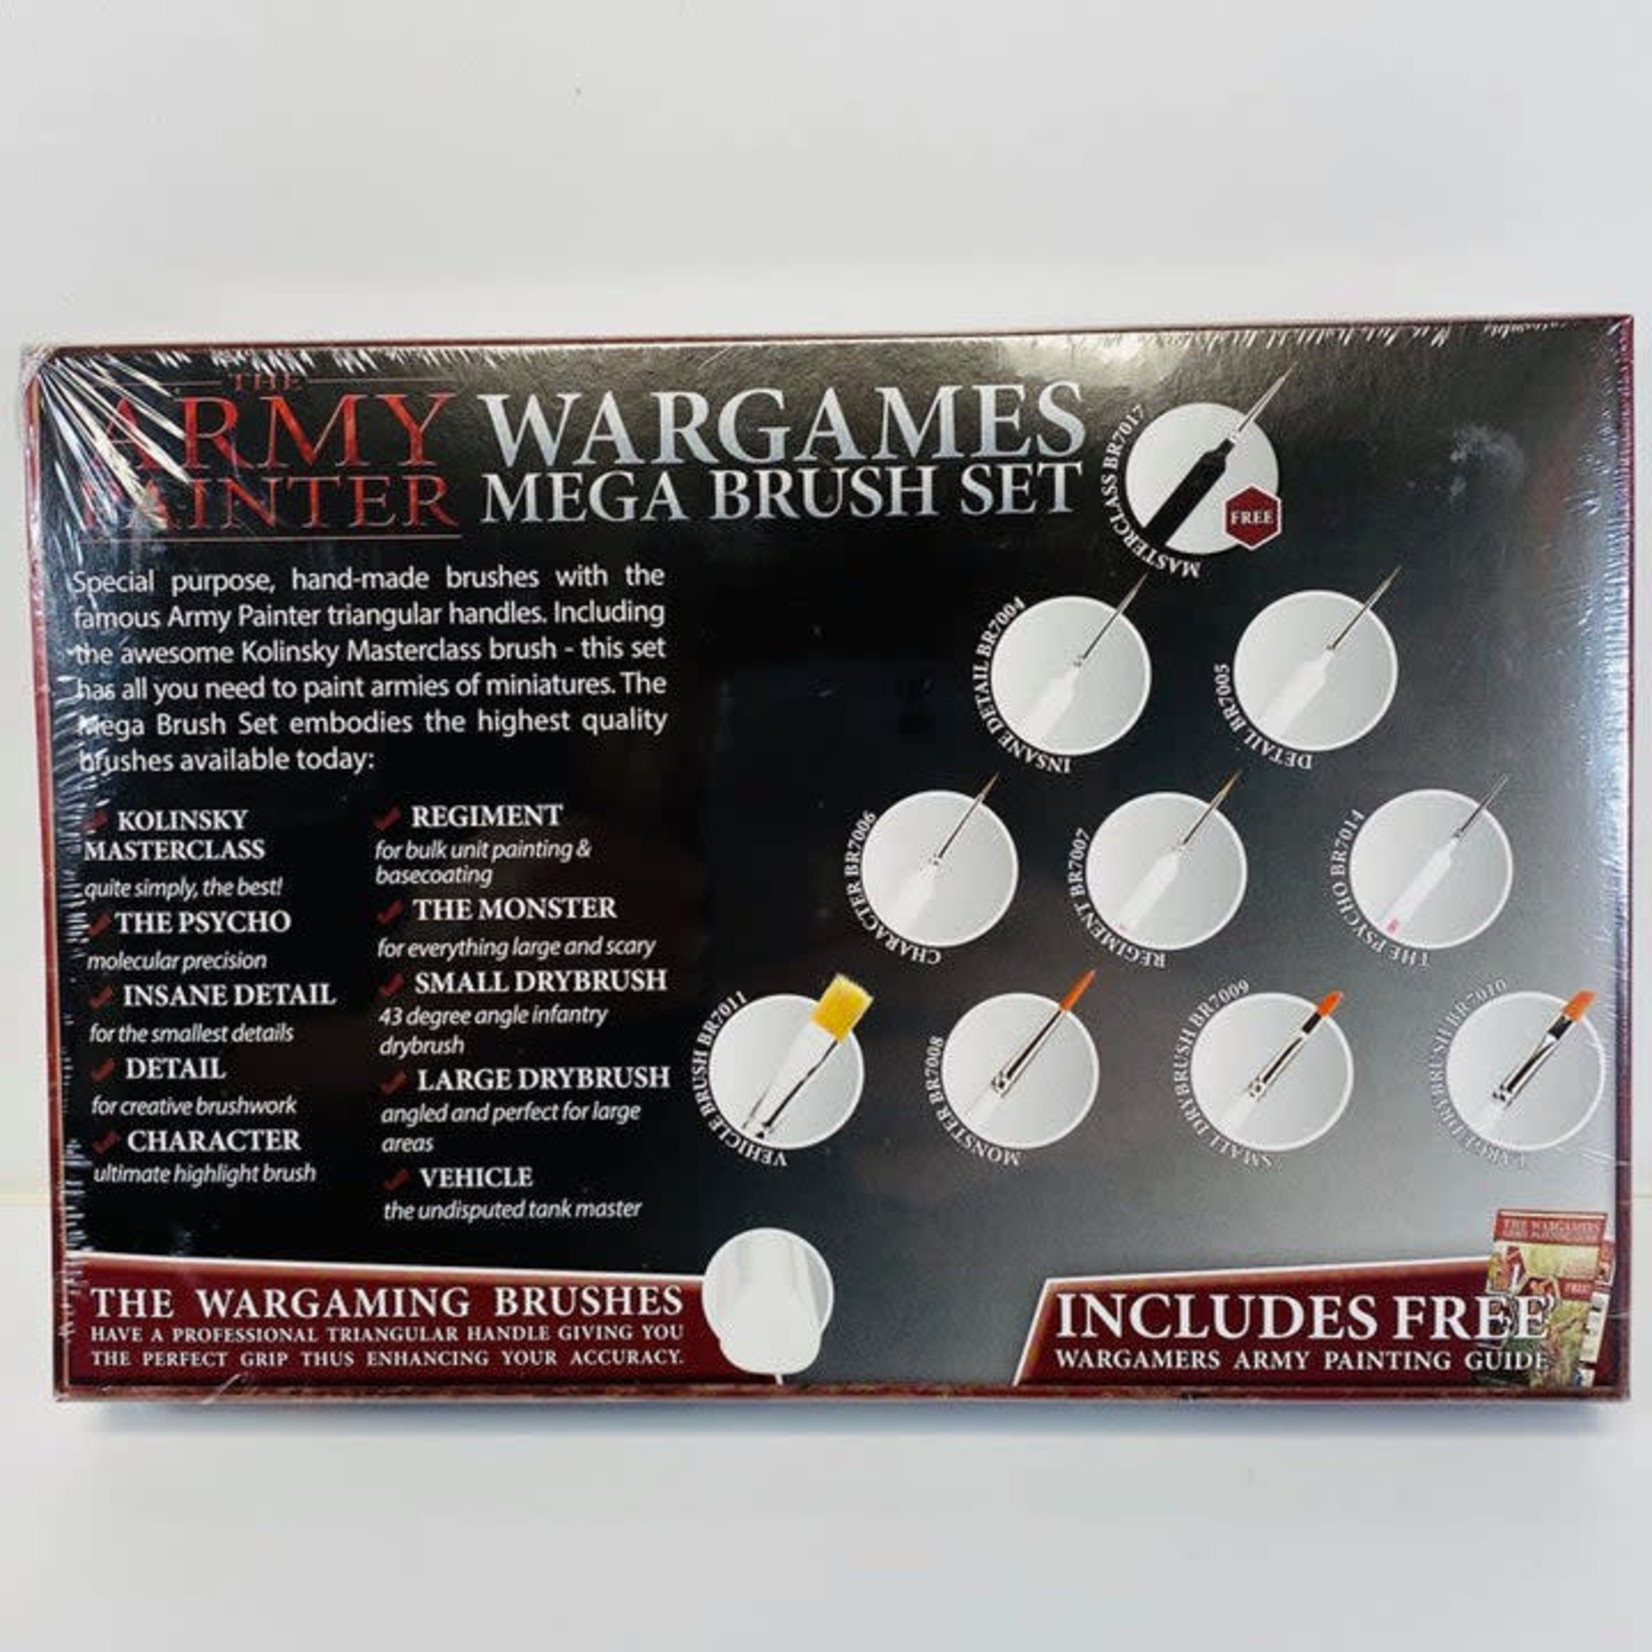 THE
ARMY
PAINTER
WARGAMES
MEGA BRUSH SET
Special purpose, hand-made brushes with the
famous Army Painter triangular handles. Including
the awesome Kolinsky Masterclass brush - this set
has all you need to paint armies of miniatures. The
Mega Brush Set embodies the highest quality
brushes available today:
KOLINSKY
MASTERCLASS
quite simply, the best!
THE PSYCHO
molecular precision
INSANE DETAIL
for the smallest details
DETAIL
for creative brushwork
CHARACTER
ultimate highlight brush
REGIMENT
for bulk unit painting &
basecoating
THE MONSTER
for everything large and scary
SMALL DRYBRUSH
43 degree angle infantry
drybrush
LARGE DRYBRUSH
angled and perfect for large
areas
VEHICLE
the undisputed tank master
MASTERCLASS BR7017
FREE
INSANE DETAIL BR7004
DETAIL BR7005
CHARACTER BR7006
REGIMENT BR7007
THE PSYCHO BR7014
VEHICLE BRUSH BR7011
MONSTER BR7008
SMALL DRYBRUSH BR7009
LARGE DRYBRUSH BR7010
THE WARGAMING BRUSHES
HAVE A PROFESSIONAL TRIANGULAR HANDLE GIVING YOU
THE PERFECT GRIP THUS ENHANCING YOUR ACCURACY.
INCLUDES FREE
WARGAMERS ARMY PAINTING GUIDE
THE WARGAMERS
FREE!